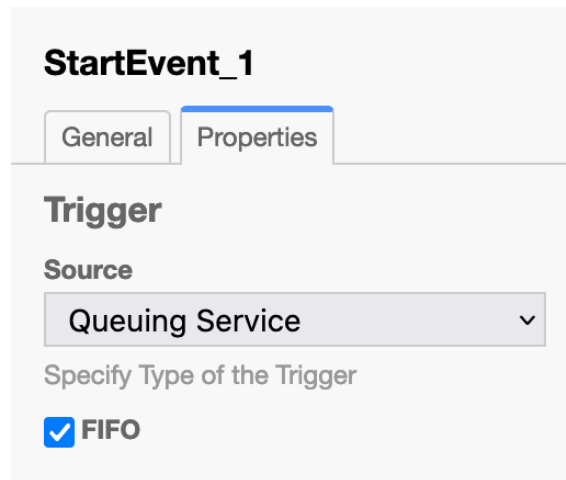 StartEvent_1
General Properties
Trigger
Source
Queuing Service
Specify Type of the Trigger
FIFO